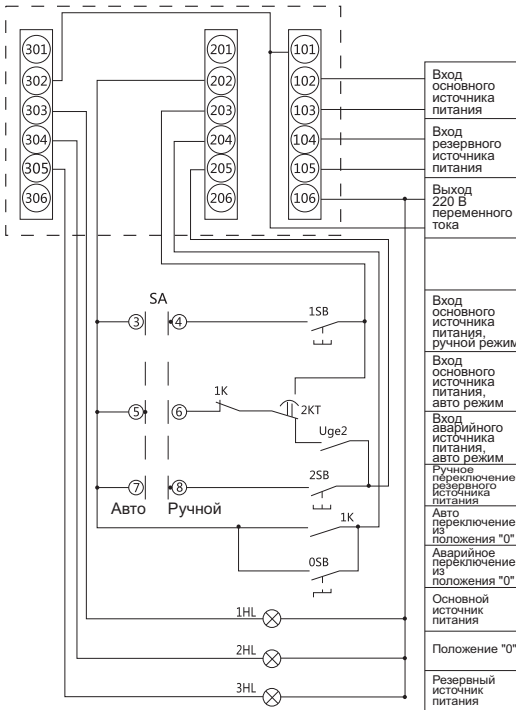 301
302
303
304
305
306
201
202
203
204
205
206
101
102
103
104
105
106
Вход
основного
источника
питания
Вход
резервного
источника
питания
Выход
220 В
переменного
тока
SA
3
4
1SB
Вход
основного
источника
питания,
ручной режим
5
6
1K
2KT
Вход
основного
источника
питания,
авто режим
Uge2
Вход
аварийного
источника
питания,
авто режим
7
8
2SB
Авто
Ручной
Ручное
переключение
резервного
источника
питания
1K
Авто
переключение
из
положения "0"
0SB
Аварийное
переключение
из
положения "0"
1HL
Основной
источник
питания
2HL
Положение "0"
3HL
Резервный
источник
питания